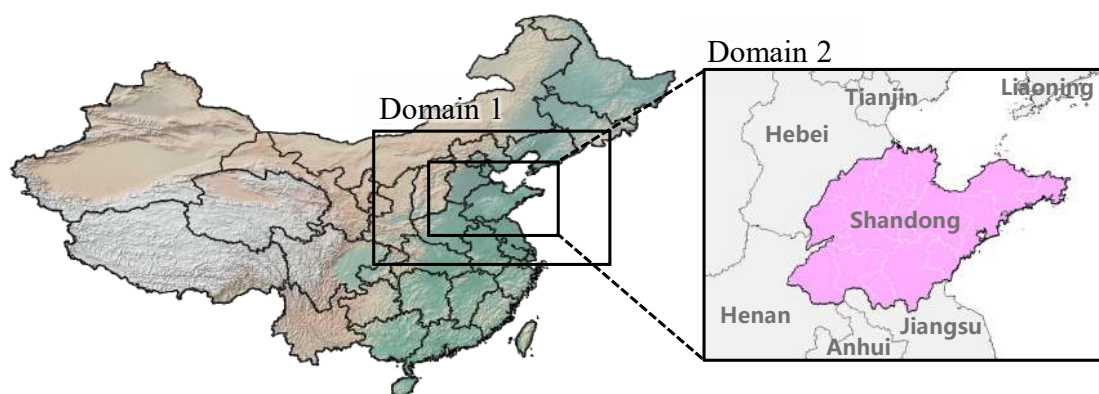 Domain 1
Domain 2
Tianjin
Liaoning
Hebei
Shandong
Henan
Jiangsu
Anhui